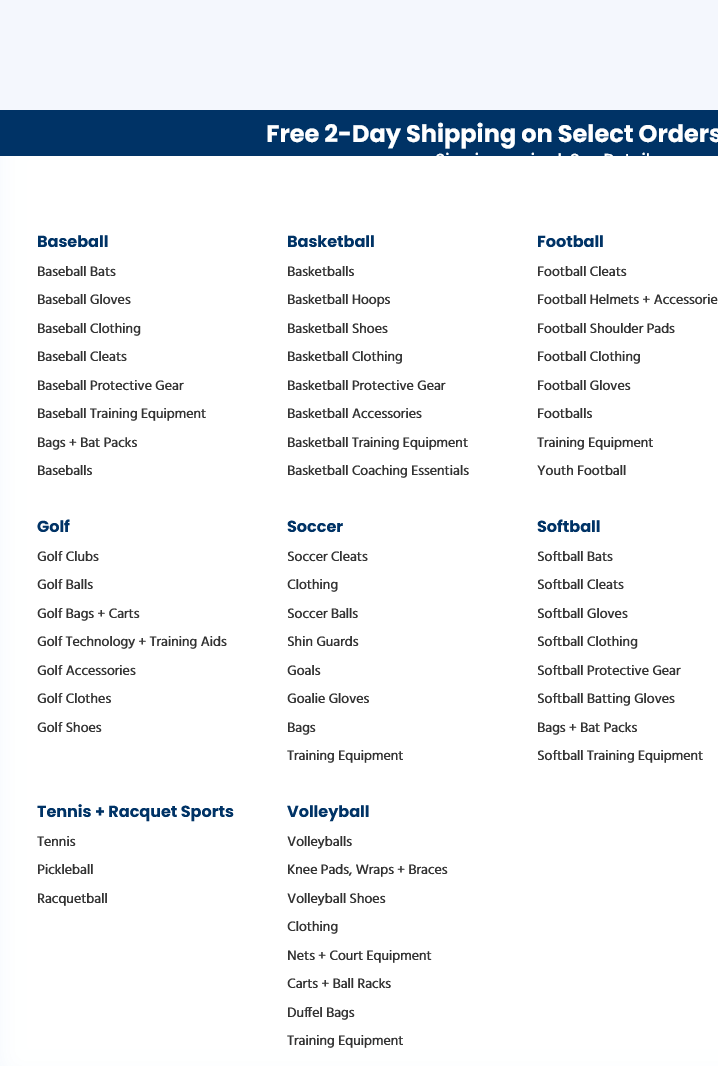 Free 2-Day Shipping on Select Orders
Baseball
Baseball Bats
Baseball Gloves
Baseball Clothing
Baseball Cleats
Baseball Protective Gear
Baseball Training Equipment
Bags + Bat Packs
Baseballs
Basketball
Basketballs
Basketball Hoops
Basketball Shoes
Basketball Clothing
Basketball Protective Gear
Basketball Accessories
Basketball Training Equipment
Basketball Coaching Essentials
Football
Football Cleats
Football Helmets + Accessorie
Football Shoulder Pads
Football Clothing
Football Gloves
Footballs
Training Equipment
Youth Football
Golf
Golf Clubs
Golf Balls
Golf Bags + Carts
Golf Technology + Training Aids
Golf Accessories
Golf Clothes
Golf Shoes
Soccer
Soccer Cleats
Clothing
Soccer Balls
Shin Guards
Goals
Goalie Gloves
Bags
Training Equipment
Softball
Softball Bats
Softball Cleats
Softball Gloves
Softball Clothing
Softball Protective Gear
Softball Batting Gloves
Bags + Bat Packs
Softball Training Equipment
Tennis + Racquet Sports
Tennis
Pickleball
Racquetball
Volleyball
Volleyballs
Knee Pads, Wraps + Braces
Volleyball Shoes
Clothing
Nets + Court Equipment
Carts + Ball Racks
Duffel Bags
Training Equipment